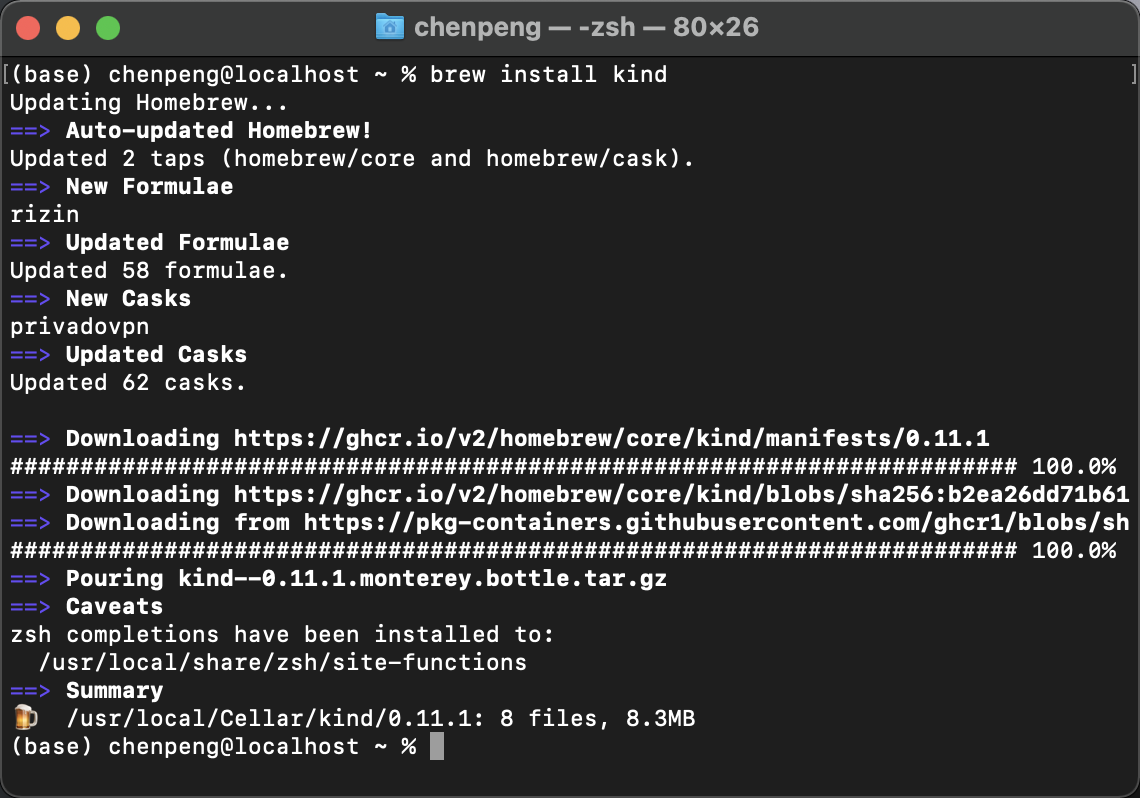 chenpeng — -zsh — 80×26
(base) chenpeng@localhost ~ % brew install kind
Updating Homebrew...
==> Auto-updated Homebrew!
Updated 2 taps (homebrew/core and homebrew/cask).
==> New Formulae
rizin
==> Updated Formulae
Updated 58 formulae.
==> New Casks
privadovpn
==> Updated Casks
Updated 62 casks.

==> Downloading https://ghcr.io/v2/homebrew/core/kind/manifests/0.11.1
######################################################################## 100.0%
==> Downloading https://ghcr.io/v2/homebrew/core/kind/blobs/sha256:b2ea26dd71b61
==> Downloading from https://pkg-containers.githubusercontent.com/ghcr1/blobs/sh
######################################################################## 100.0%
==> Pouring kind--0.11.1.monterey.bottle.tar.gz
==> Caveats
zsh completions have been installed to:
  /usr/local/share/zsh/site-functions
==> Summary
🍺  /usr/local/Cellar/kind/0.11.1: 8 files, 8.3MB
(base) chenpeng@localhost ~ %